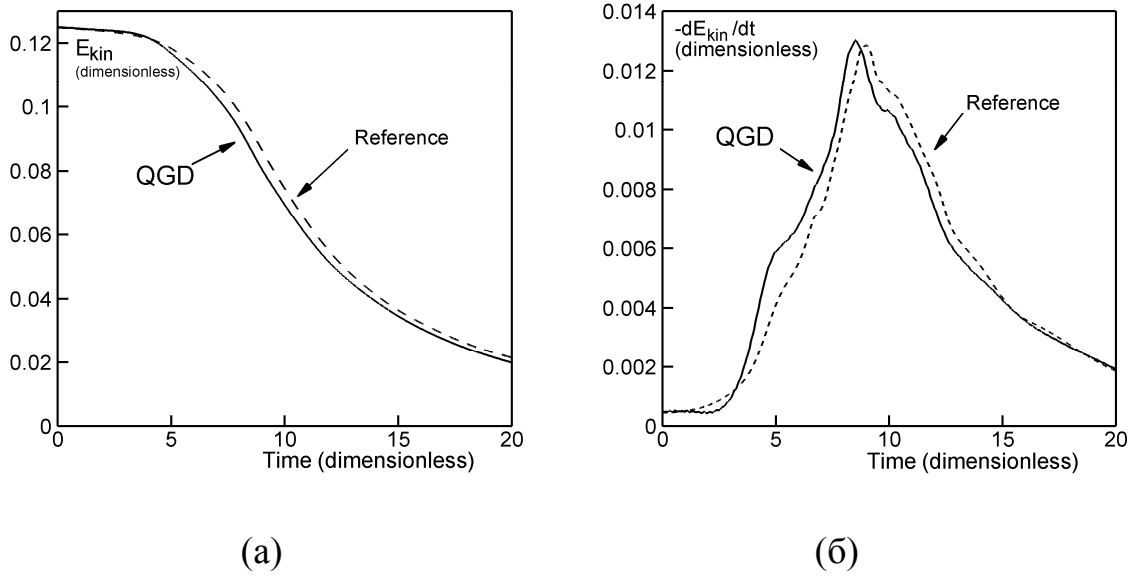 0.12
0.1
0.08
0.06
0.04
0.02
0
E_kin
(dimensionless)
QGD
Reference
0
5
10
15
20
Time (dimensionless)
(а)
0.014
0.012
0.01
0.008
0.006
0.004
0.002
0
-dE_kin/dt
(dimensionless)
QGD
Reference
0
5
10
15
20
Time (dimensionless)
(б)